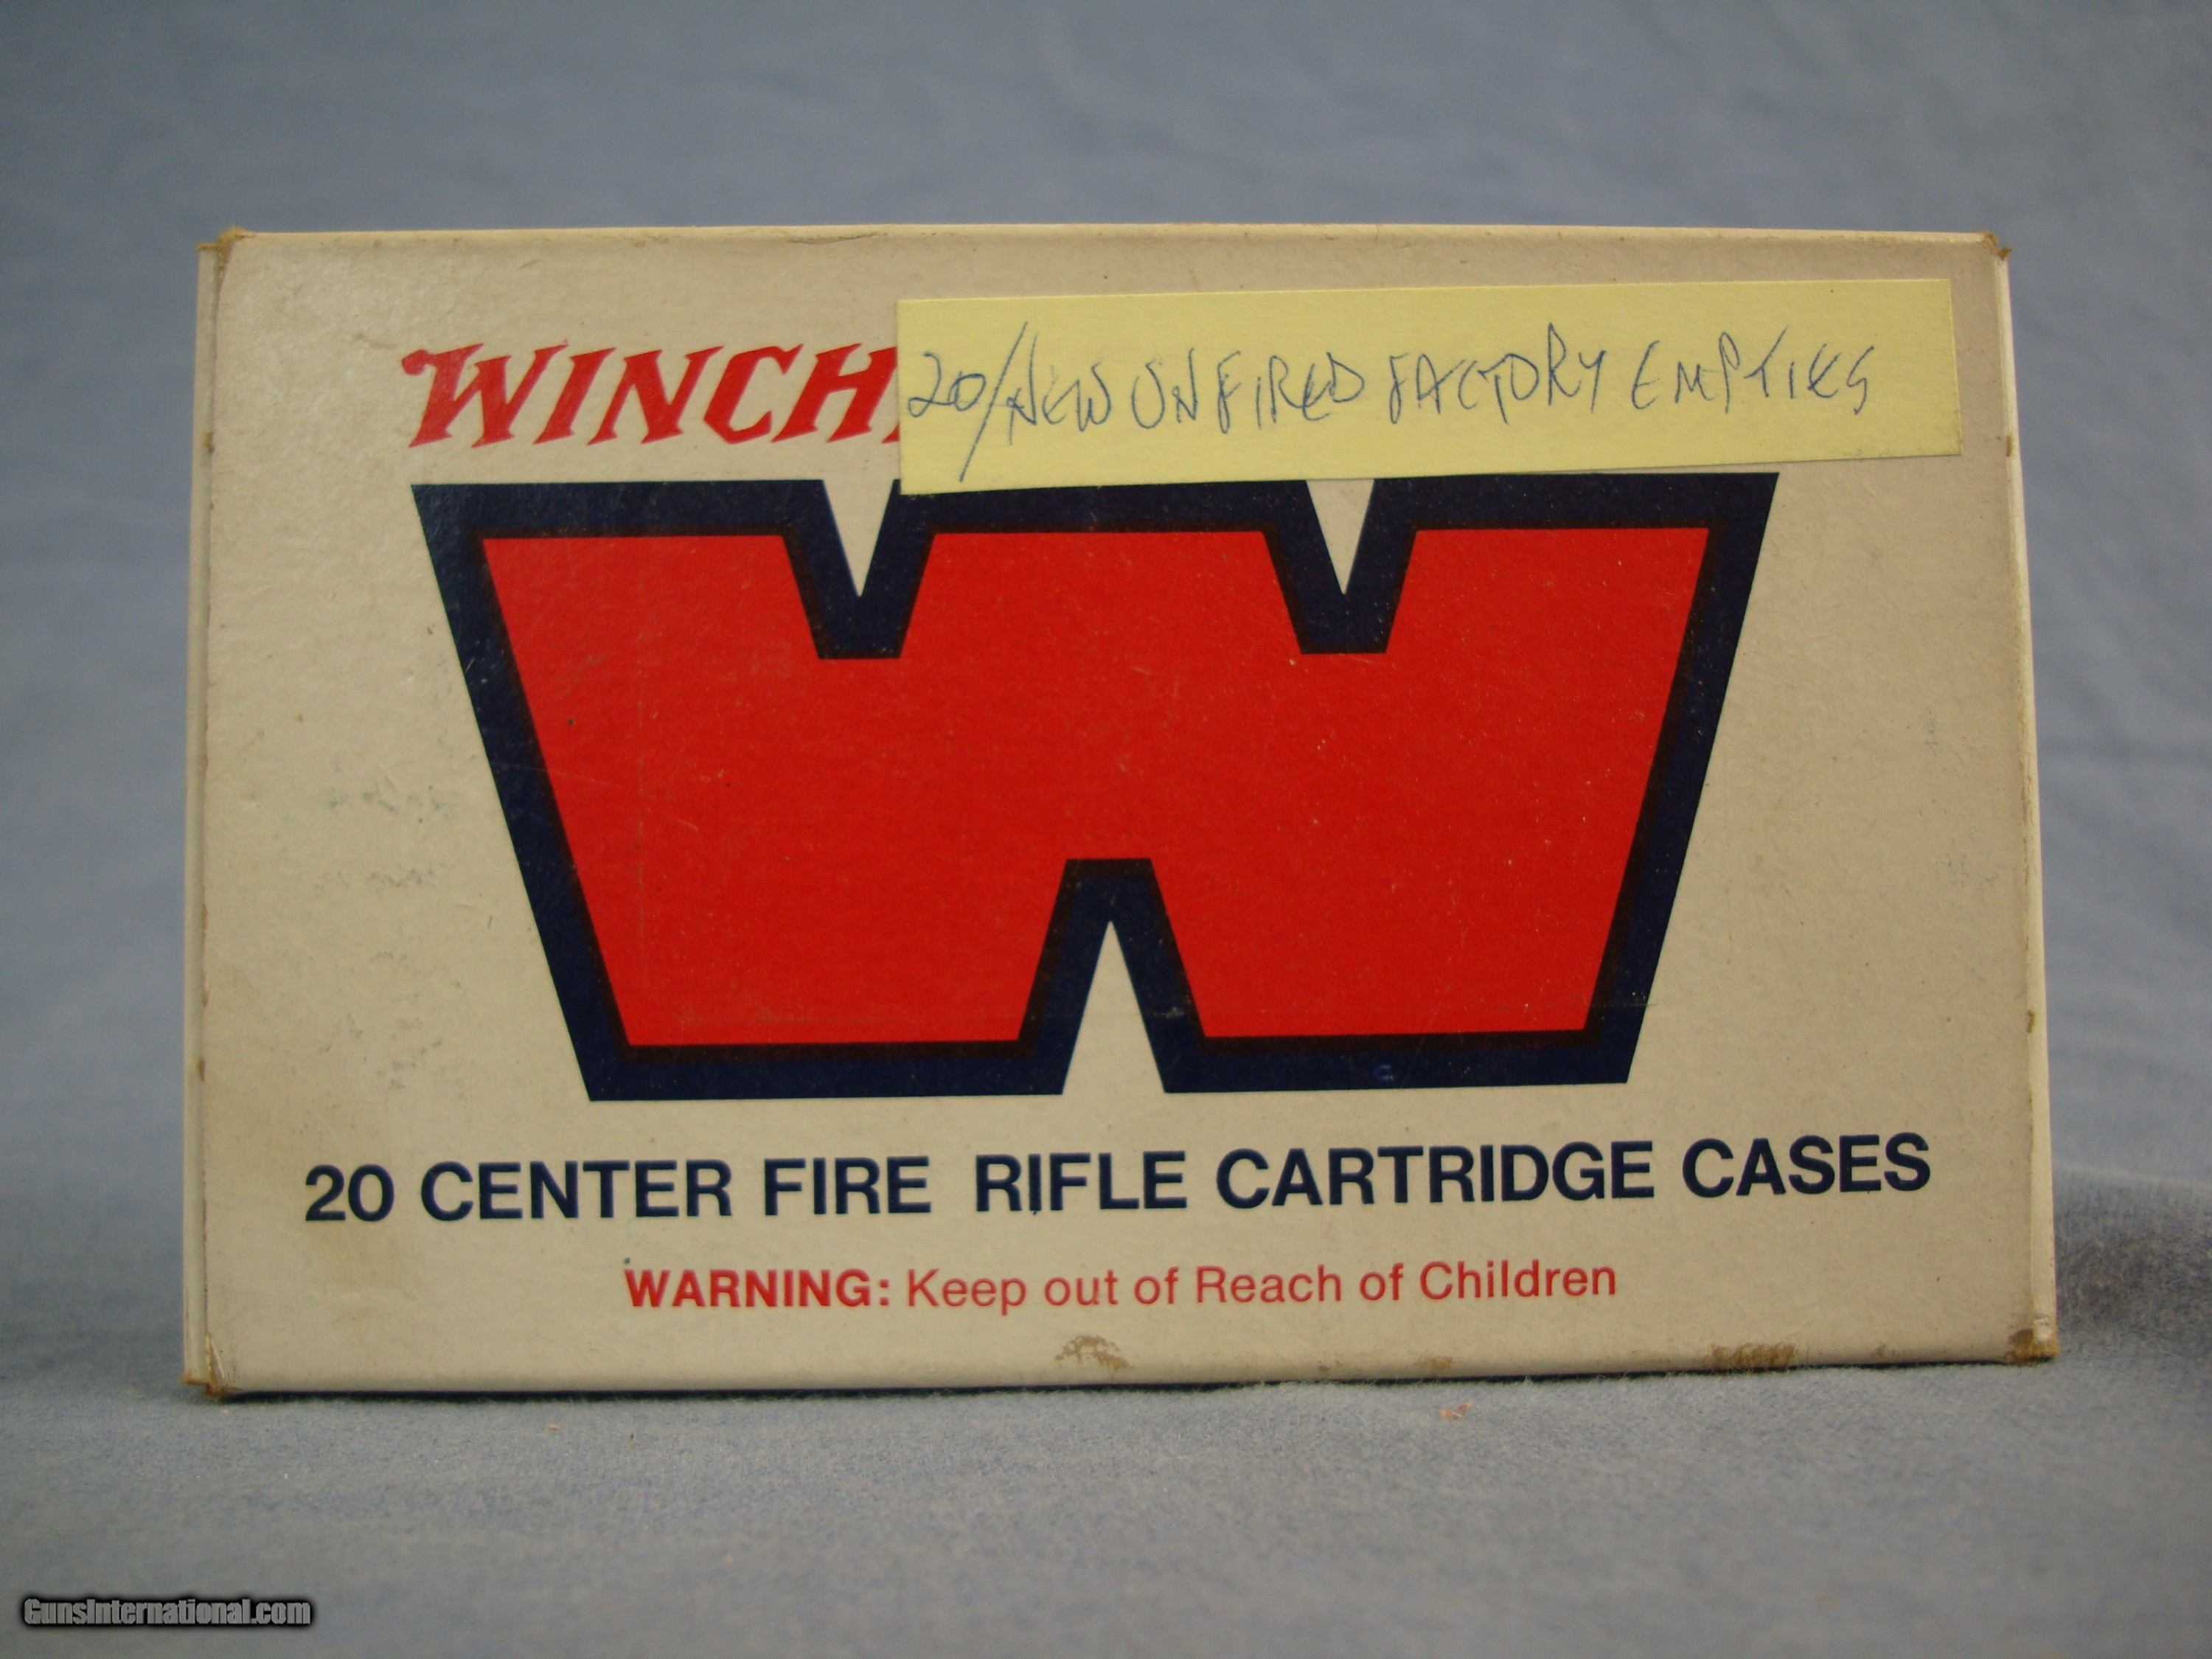 WINCH
20/NEW UNFIRED FACTORY EMPTIES
W
20 CENTER FIRE RIFLE CARTRIDGE CASES
WARNING: Keep out of Reach of Children
GunsInternational.com